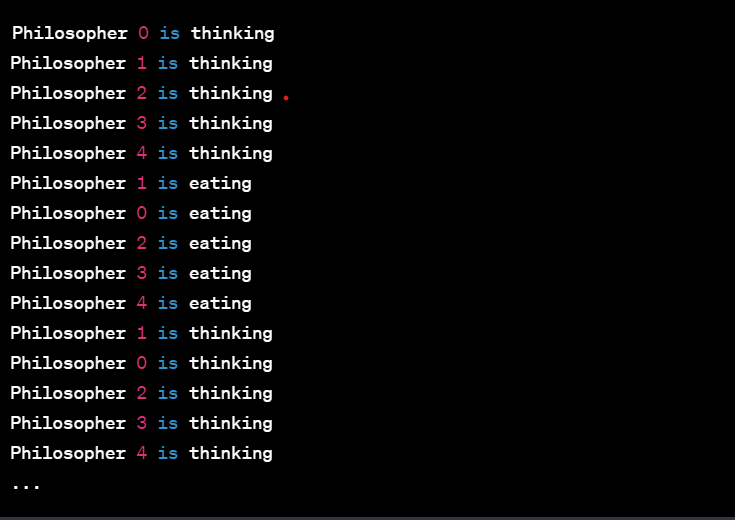 Philosopher 0 is thinking
Philosopher 1 is thinking
Philosopher 2 is thinking
Philosopher 3 is thinking
Philosopher 4 is thinking
Philosopher 1 is eating
Philosopher 0 is eating
Philosopher 2 is eating
Philosopher 3 is eating
Philosopher 4 is eating
Philosopher 1 is thinking
Philosopher 0 is thinking
Philosopher 2 is thinking
Philosopher 3 is thinking
Philosopher 4 is thinking
...